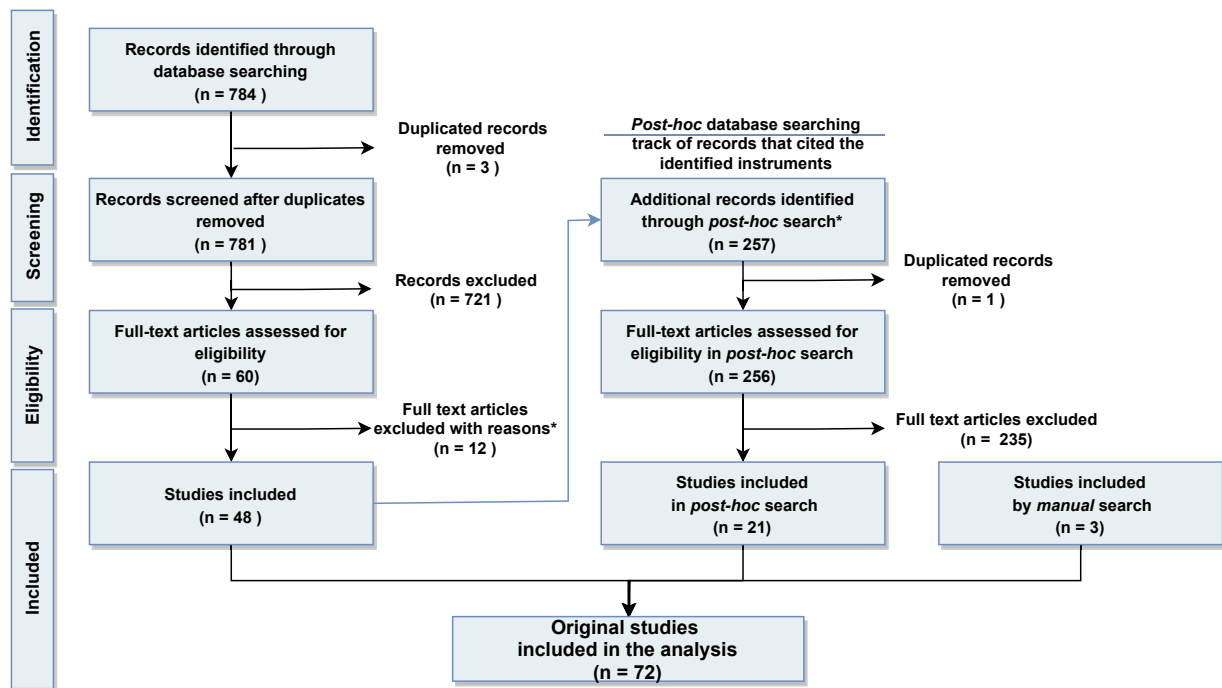 Identification
Records identified through
database searching
(n = 784 )
Duplicated records
removed
(n = 3 )
Post-hoc database searching
track of records that cited the
identified instruments
Screening
Records screened after duplicates
removed
(n = 781 )
Additional records identified
through post-hoc search*
(n = 257)
Records excluded
(n = 721 )
Duplicated records
removed
(n = 1 )
Eligibility
Full-text articles assessed for
eligibility
(n = 60)
Full-text articles assessed for
eligibility in post-hoc search
(n = 256)
Full text articles
excluded with reasons*
(n = 12 )
Full text articles excluded
(n =  235)
Included
Studies included
(n = 48 )
Studies included
in post-hoc search
(n = 21)
Studies included
by manual search
(n = 3)
Original studies
included in the analysis
(n = 72)